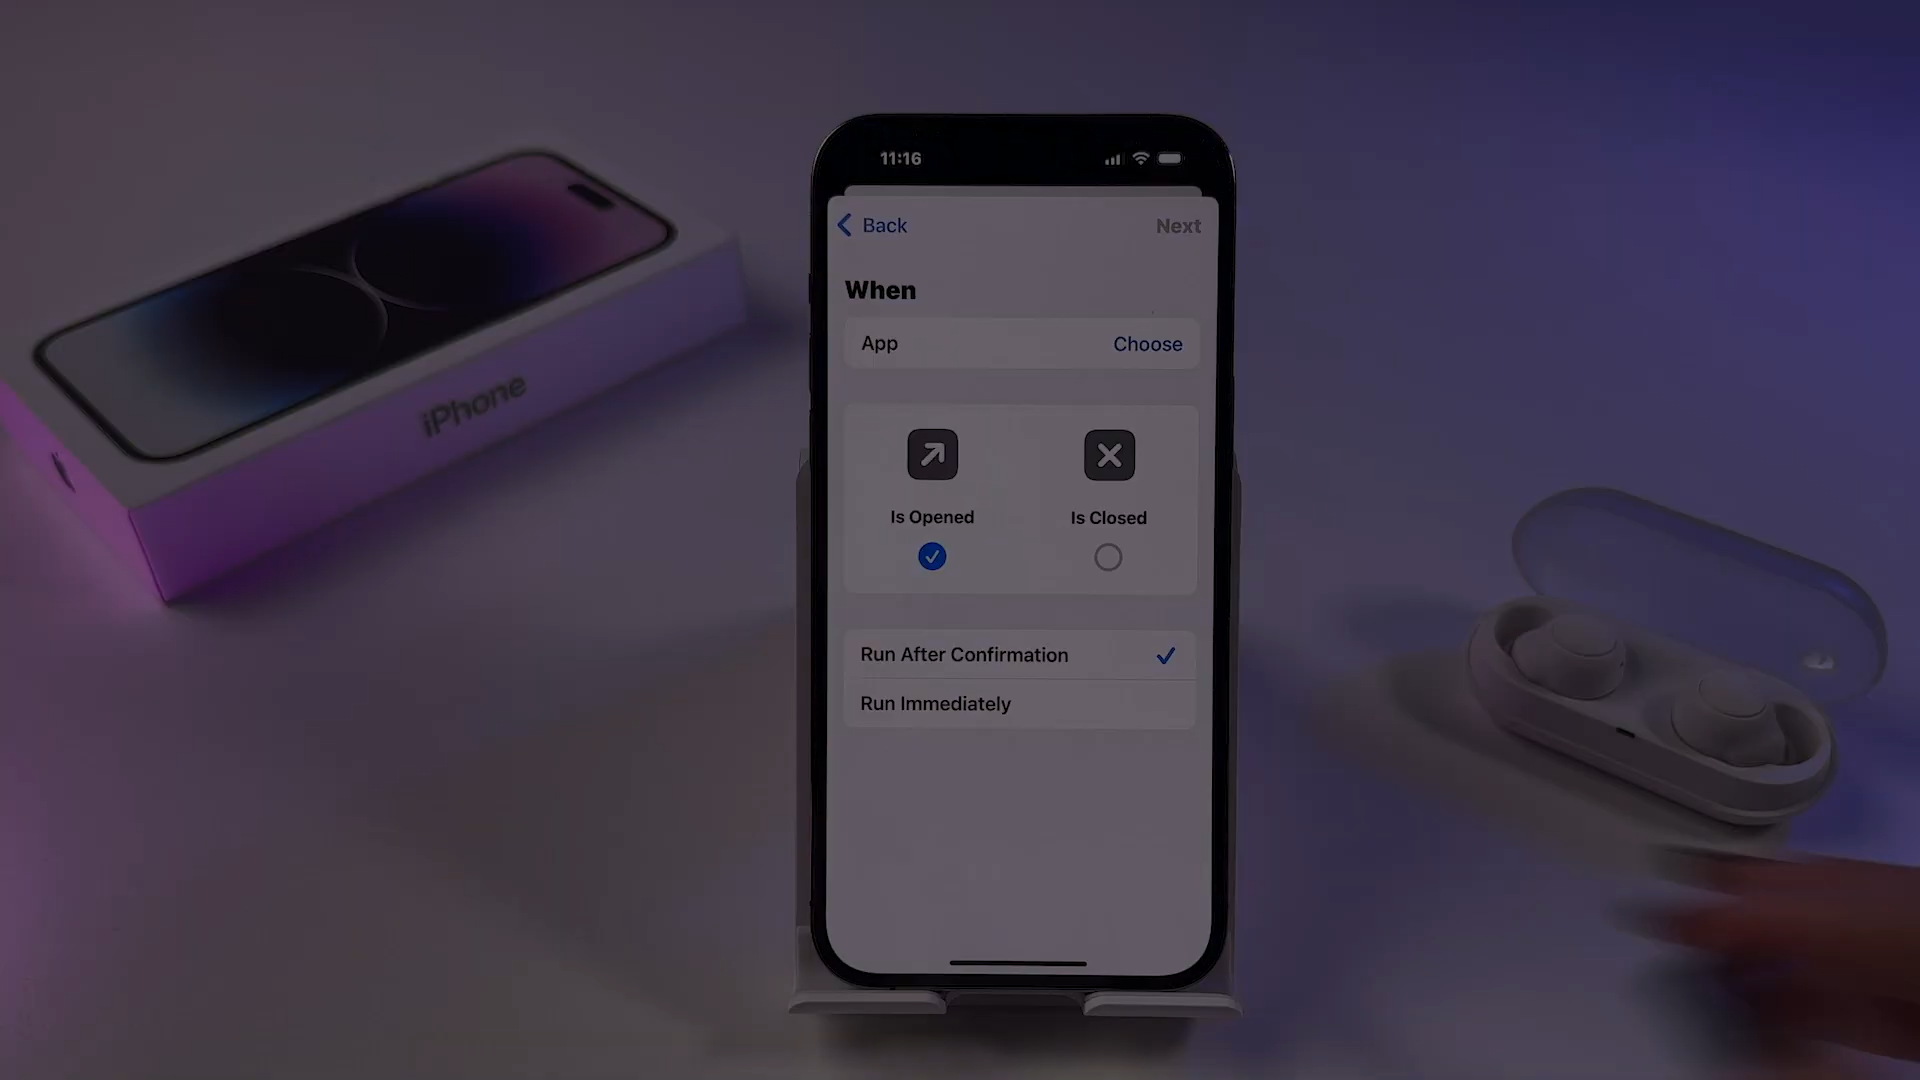 11:16
Back
Next
When
App
Choose
Is Opened
Is Closed
Run After Confirmation
Run Immediately
iPhone